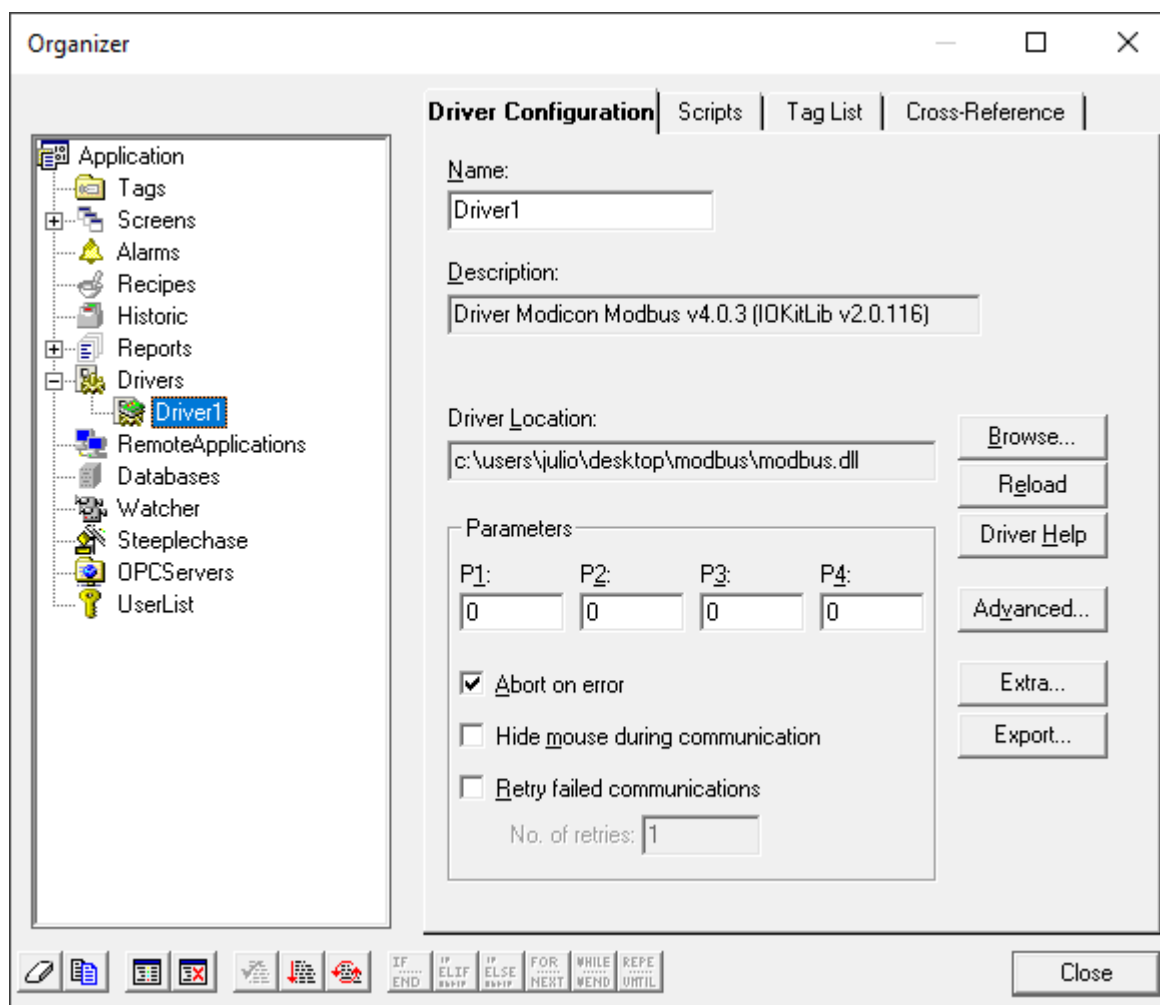 Organizer
Driver Configuration Scripts Tag List Cross-Reference
Application
Tags
Screens
Alarms
Recipes
Historic
Reports
Drivers
Driver1
RemoteApplications
Databases
Watcher
Steeplechase
OPCServers
UserList
Name:
Driver1
Description:
Driver Modicon Modbus v4.0.3 (IOKitLib v2.0.116)
Driver Location:
c:\users\julio\desktop\modbus\modbus.dll
Browse...
Reload
Driver Help
Advanced...
Extra...
Export...
Parameters
P1: P2: P3: P4:
0 0 0 0
Abort on error
Hide mouse during communication
Retry failed communications
No. of retries: 1
IF END
IF ELIF
IF ELSE
FOR NEXT
WHILE WEND
REPE UNTIL
Close